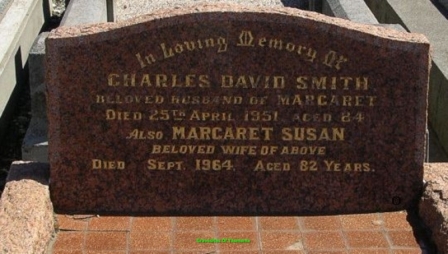 In Loving Memory Of
CHARLES DAVID SMITH
BELOVED HUSBAND OF MARGARET
DIED 25TH APRIL 1951, AGED 84
ALSO MARGARET SUSAN
BELOVED WIFE OF ABOVE
DIED SEPT. 1964, AGED 82 YEARS.